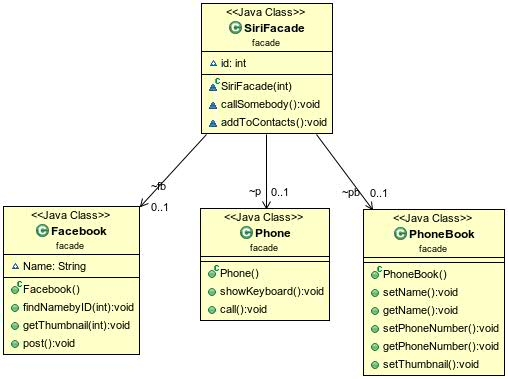 <<Java Class>>
SiriFacade
facade
id: int
SiriFacade(int)
callSomebody():void
addToContacts():void
~fb
0..1
~p
0..1
~pb
0..1
<<Java Class>>
Facebook
facade
Name: String
Facebook()
findNamebyID(int):void
getThumbnail(int):void
post():void
<<Java Class>>
Phone
facade
Phone()
showKeyboard():void
call():void
<<Java Class>>
PhoneBook
facade
PhoneBook()
setName():void
getName():void
setPhoneNumber():void
getPhoneNumber():void
setThumbnail():void